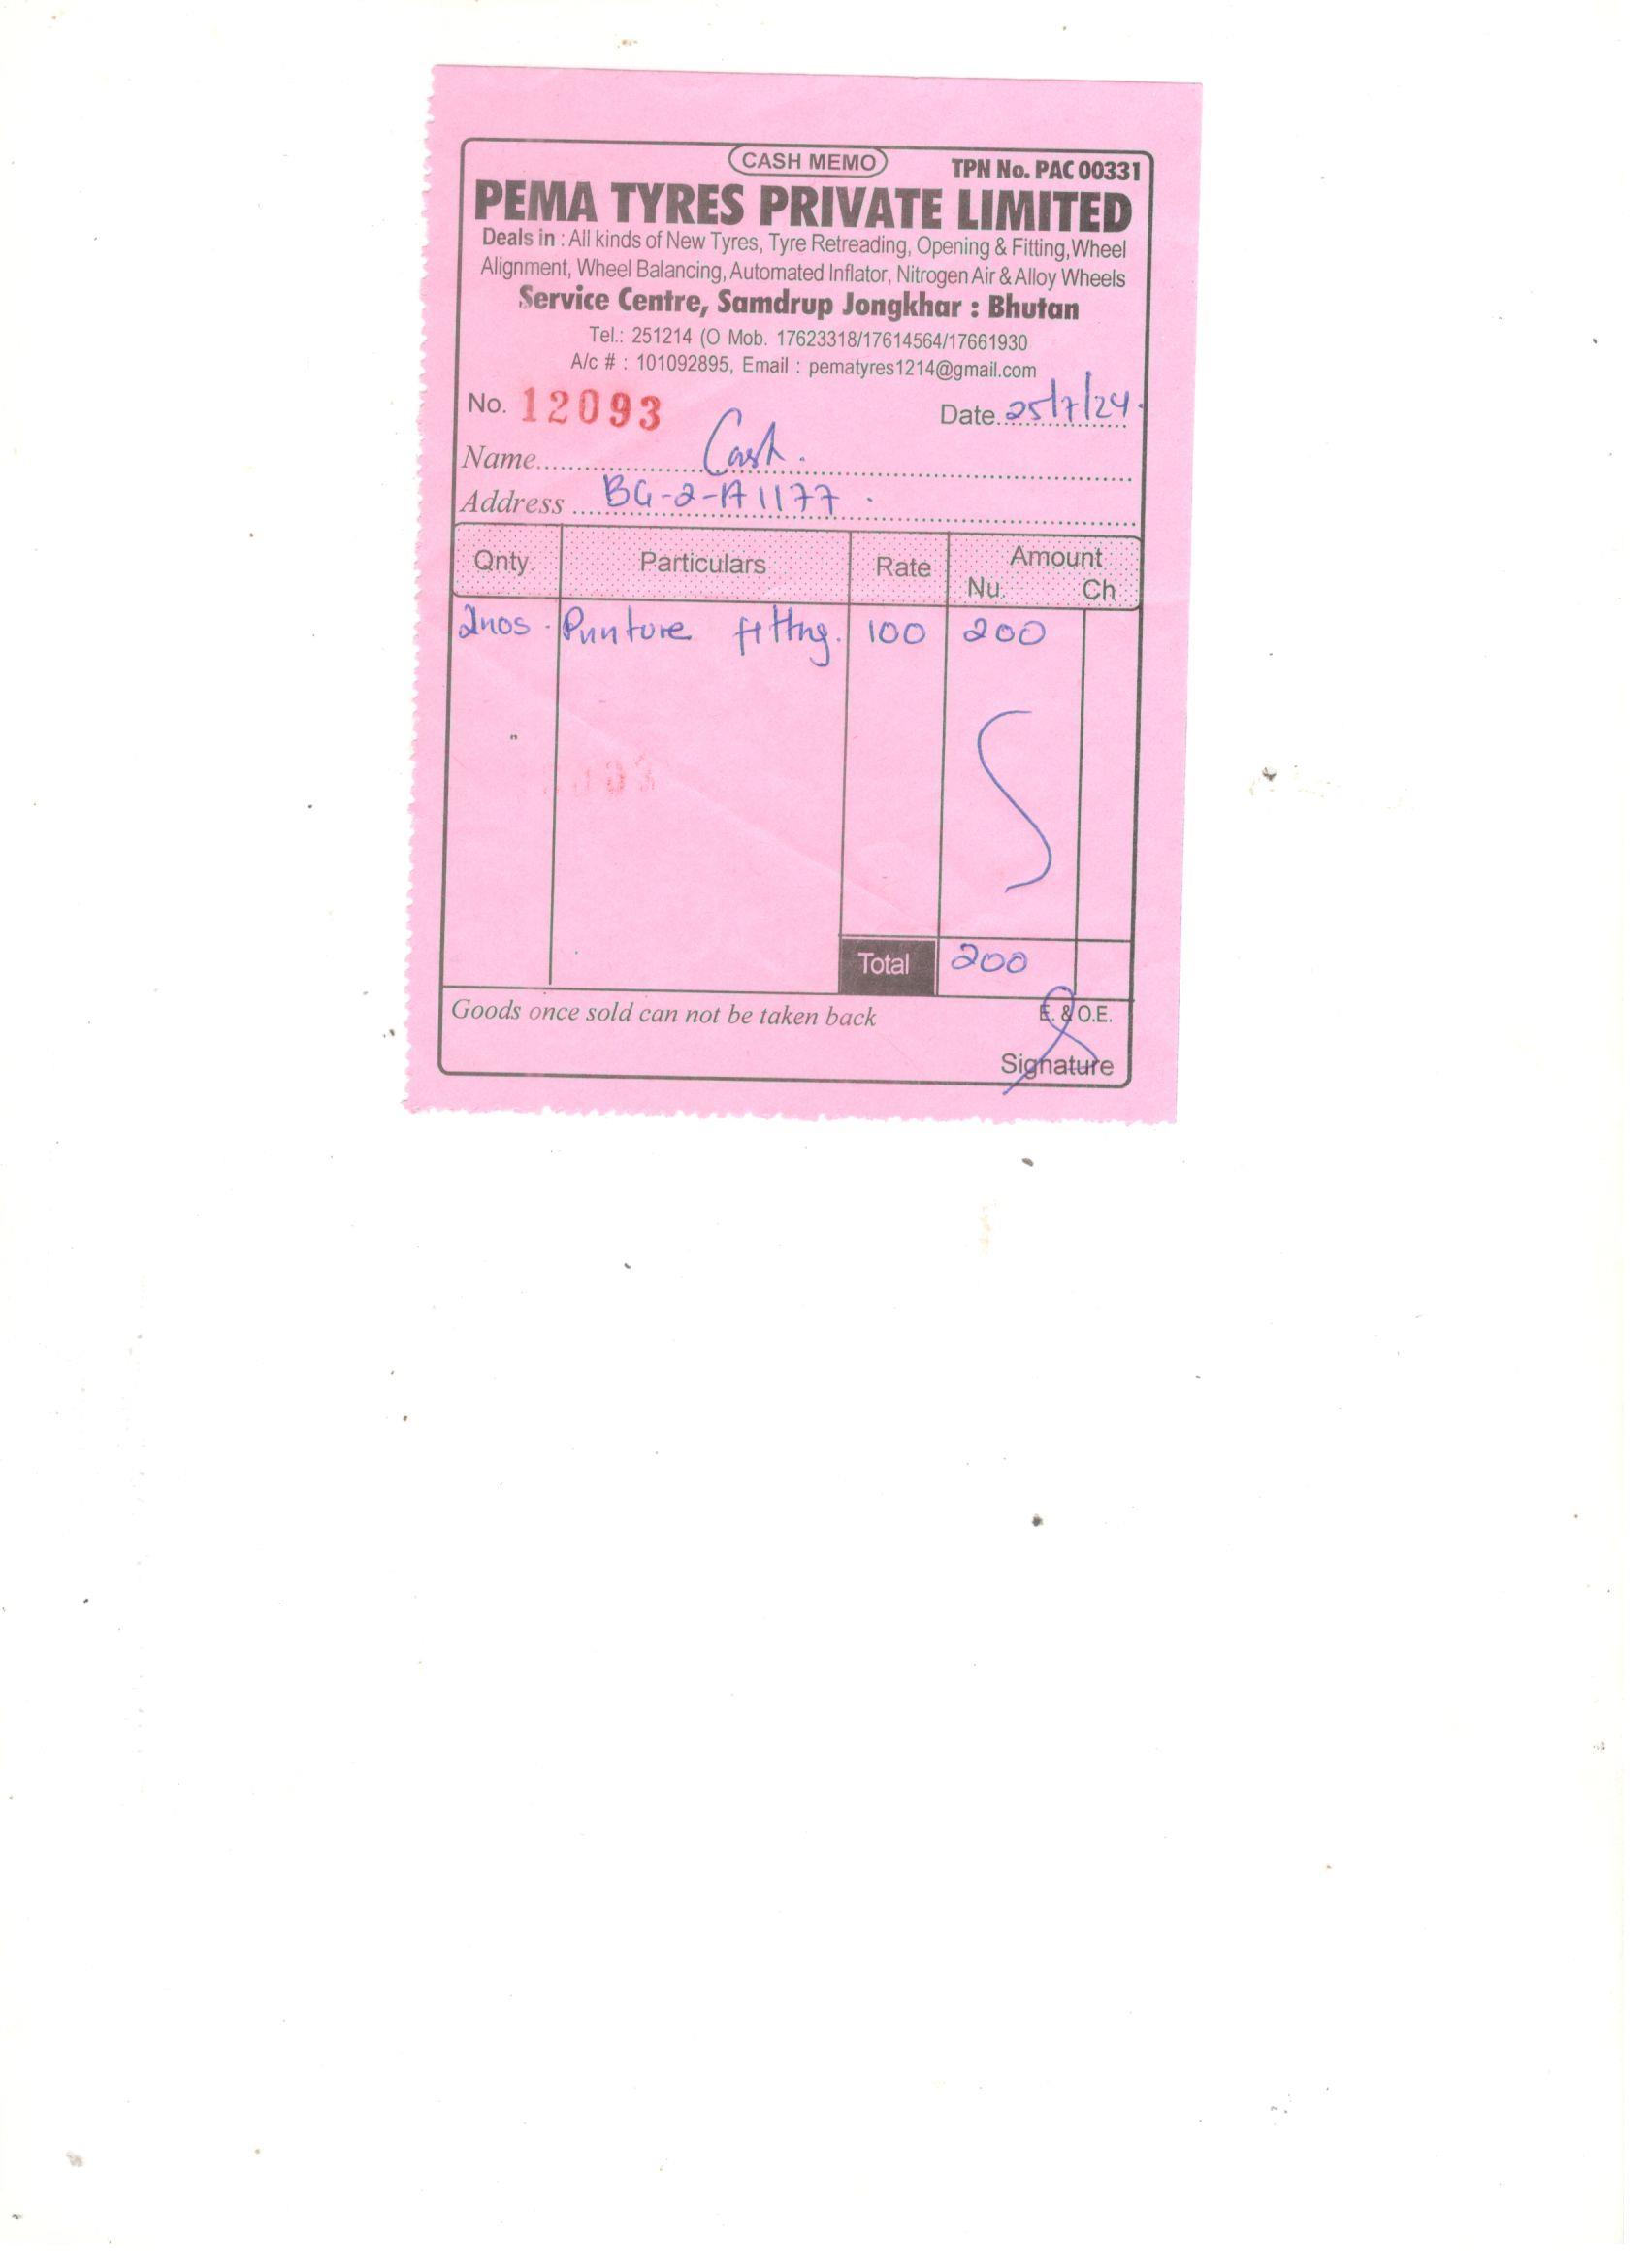 CASH MEMO
TPN No. PAC 00331
PEMA TYRES PRIVATE LIMITED
Deals in : All kinds of New Tyres, Tyre Retreading, Opening & Fitting, Wheel
Alignment, Wheel Balancing, Automated Inflator, Nitrogen Air & Alloy Wheels
Service Centre, Samdrup Jongkhar : Bhutan
Tel.: 251214 (O Mob. 17623318/17614564/17661930
A/c # : 101092895, Email : pematyres1214@gmail.com
No. 12093 Date 25/7/24.
Name Cash.
Address BG-2-A1177.
Qnty. Particulars Rate Amount
Nu. Ch
2nos. Punture fitting. 100 200
Total 200
Goods once sold can not be taken back E. & O.E.
Signature